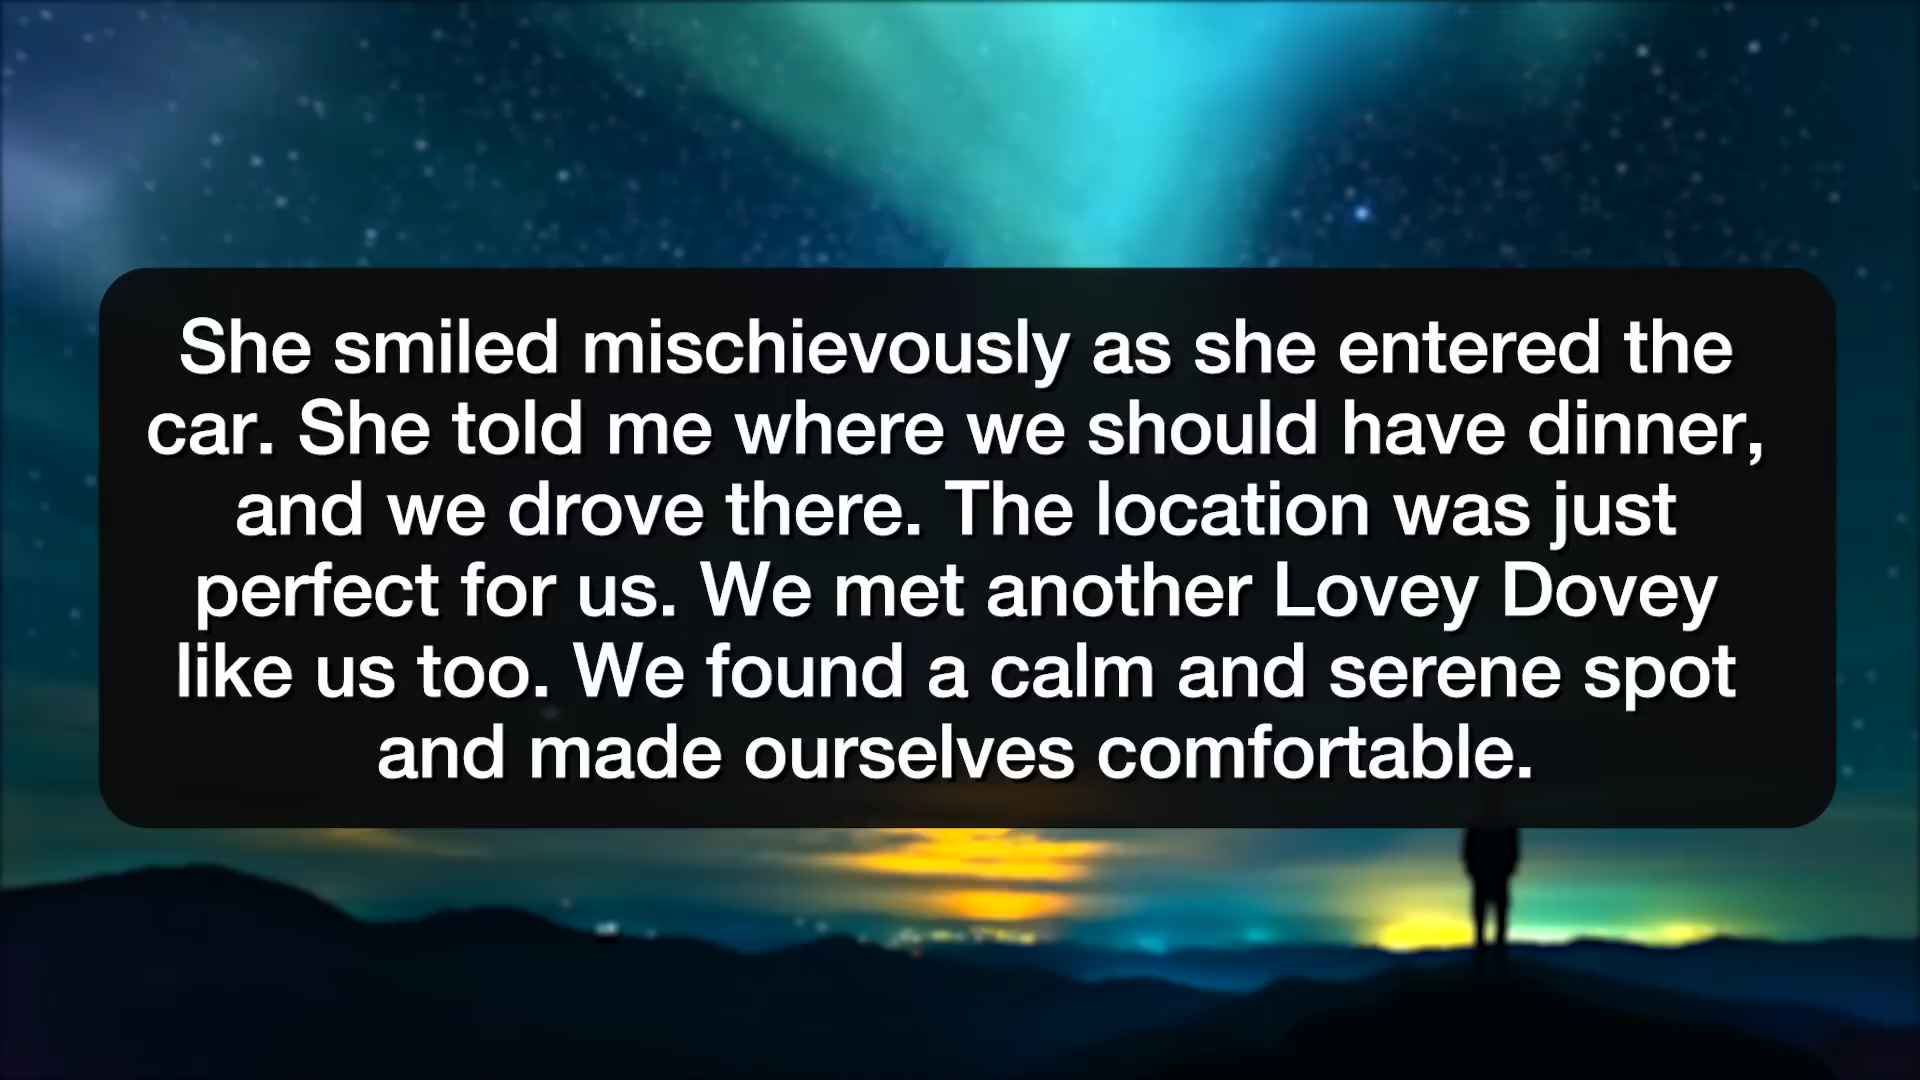 She smiled mischievously as she entered the
car. She told me where we should have dinner,
and we drove there. The location was just
perfect for us. We met another Lovey Dovey
like us too. We found a calm and serene spot
and made ourselves comfortable.